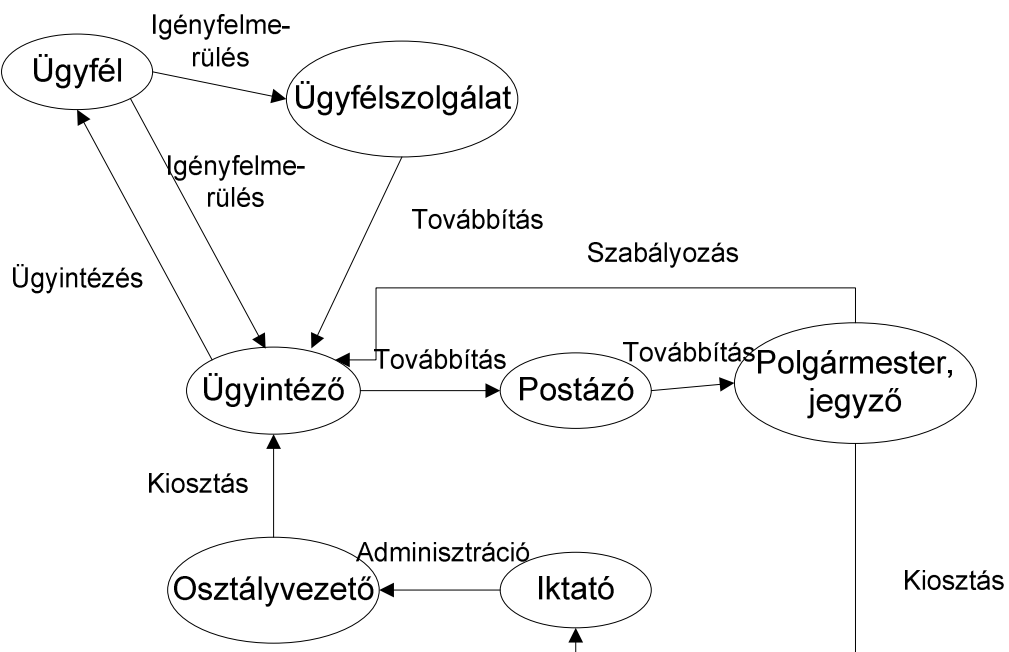 Igényfelme-
rülés
Ügyfél
Ügyfélszolgálat
Igényfelme-
rülés
Továbbítás
Szabályozás
Ügyintézés
Továbbítás
Továbbítás
Polgármester,
jegyző
Ügyintéző
Postázó
Kiosztás
Adminisztráció
Kiosztás
Osztályvezető
Iktató